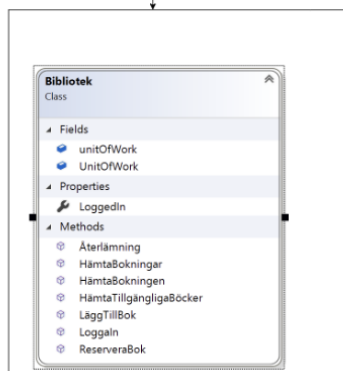 Bibliotek
Class
Fields
unitOfWork
UnitOfWork
Properties
LoggedIn
Methods
Återlämning
HämtaBokningar
HämtaBokningen
HämtaTillgängligaBöcker
LäggTillBok
LoggaIn
ReserveraBok